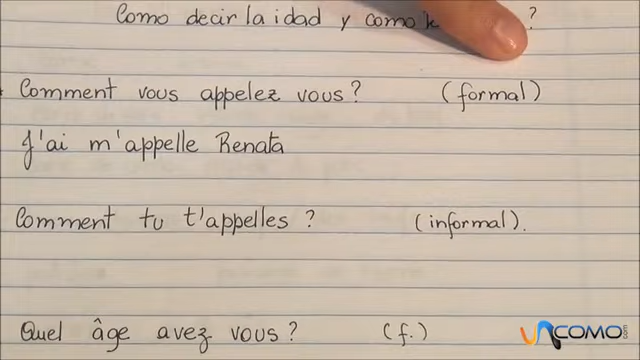 Como decir la idad y como ?
Comment vous appelez vous? (formal)
J'ai m'appelle Renata
Comment tu t'appelles ? (informal).
Quel âge avez vous? (f.)
UNCOMO.com